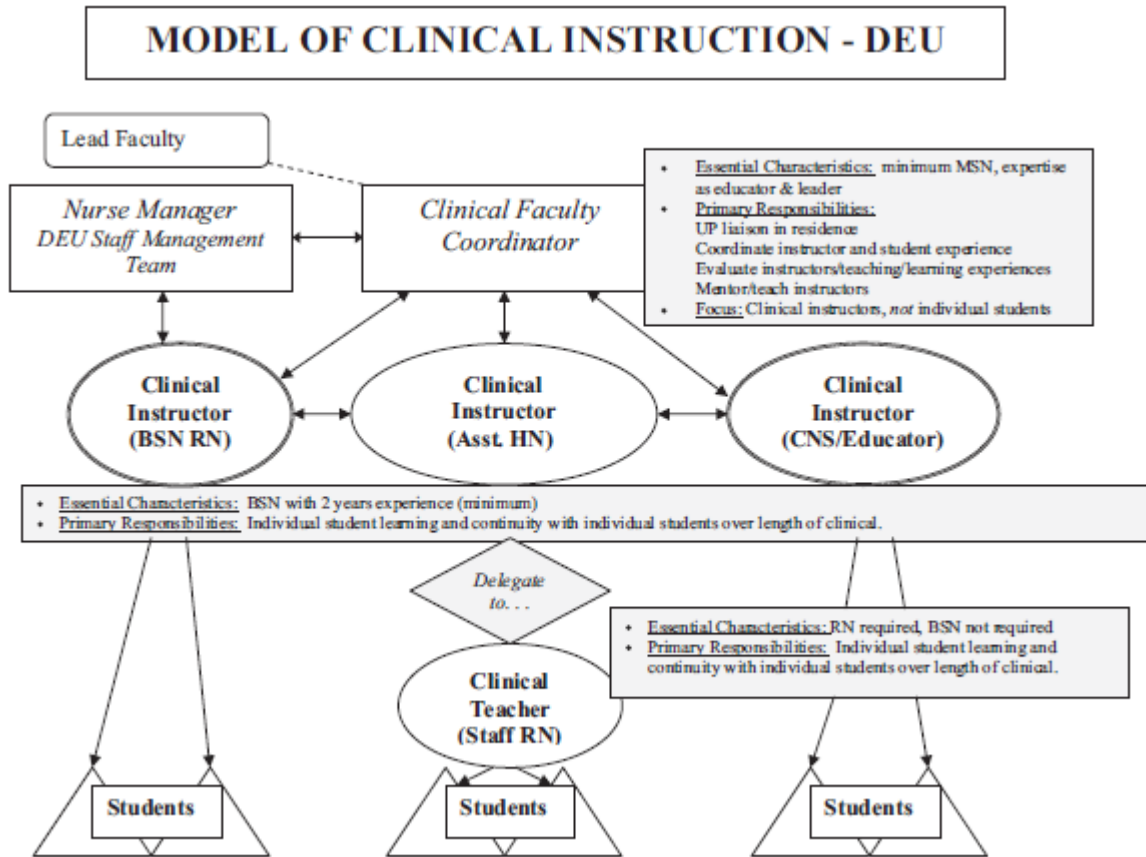 MODEL OF CLINICAL INSTRUCTION - DEU
Lead Faculty
Nurse Manager
DEU Staff Management
Team
Clinical Faculty
Coordinator
• Essential Characteristics: minimum MSN, expertise
as educator & leader
• Primary Responsibilities:
UP liaison in residence
Coordinate instructor and student experience
Evaluate instructors/teaching/learning experiences
Mentor/teach instructors
• Focus: Clinical instructors, not individual students
Clinical
Instructor
(BSN RN)
Clinical
Instructor
(Asst. HN)
Clinical
Instructor
(CNS/Educator)
• Essential Characteristics: BSN with 2 years experience (minimum)
• Primary Responsibilities: Individual student learning and continuity with individual students over length of clinical.
Delegate
to. . .
• Essential Characteristics: RN required, BSN not required
• Primary Responsibilities: Individual student learning and
continuity with individual students over length of clinical.
Clinical
Teacher
(Staff RN)
Students
Students
Students